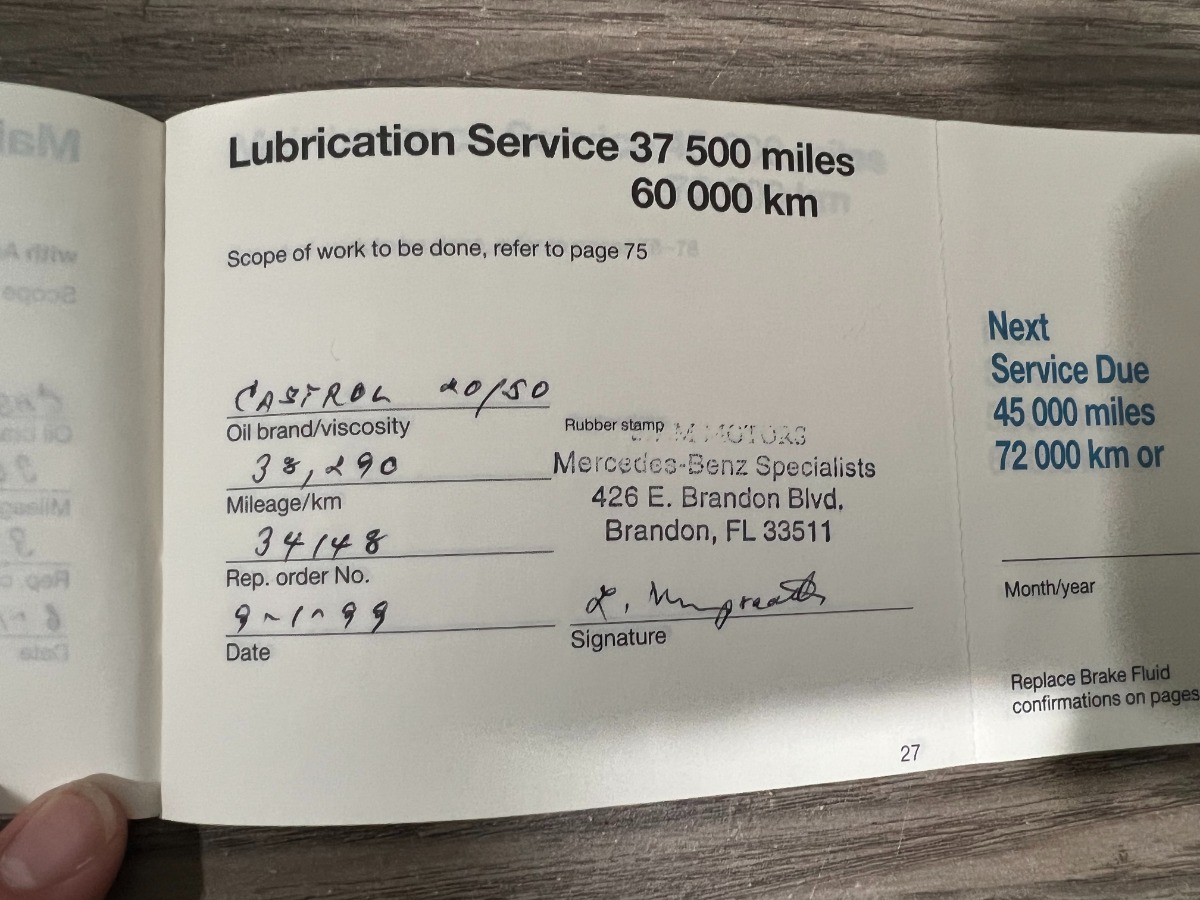 Lubrication Service 37 500 miles
60 000 km
Scope of work to be done, refer to page 75
CASTROL 20/50
Oil brand/viscosity
38,290
Mileage/km
34148
Rep. order No.
9-1-99
Date
Rubber stamp
MOTORS
Mercedes-Benz Specialists
426 E. Brandon Blvd.
Brandon, FL 33511
Signature
27
Next
Service Due
45 000 miles
72 000 km or
Month/year
Replace Brake Fluid
confirmations on pages